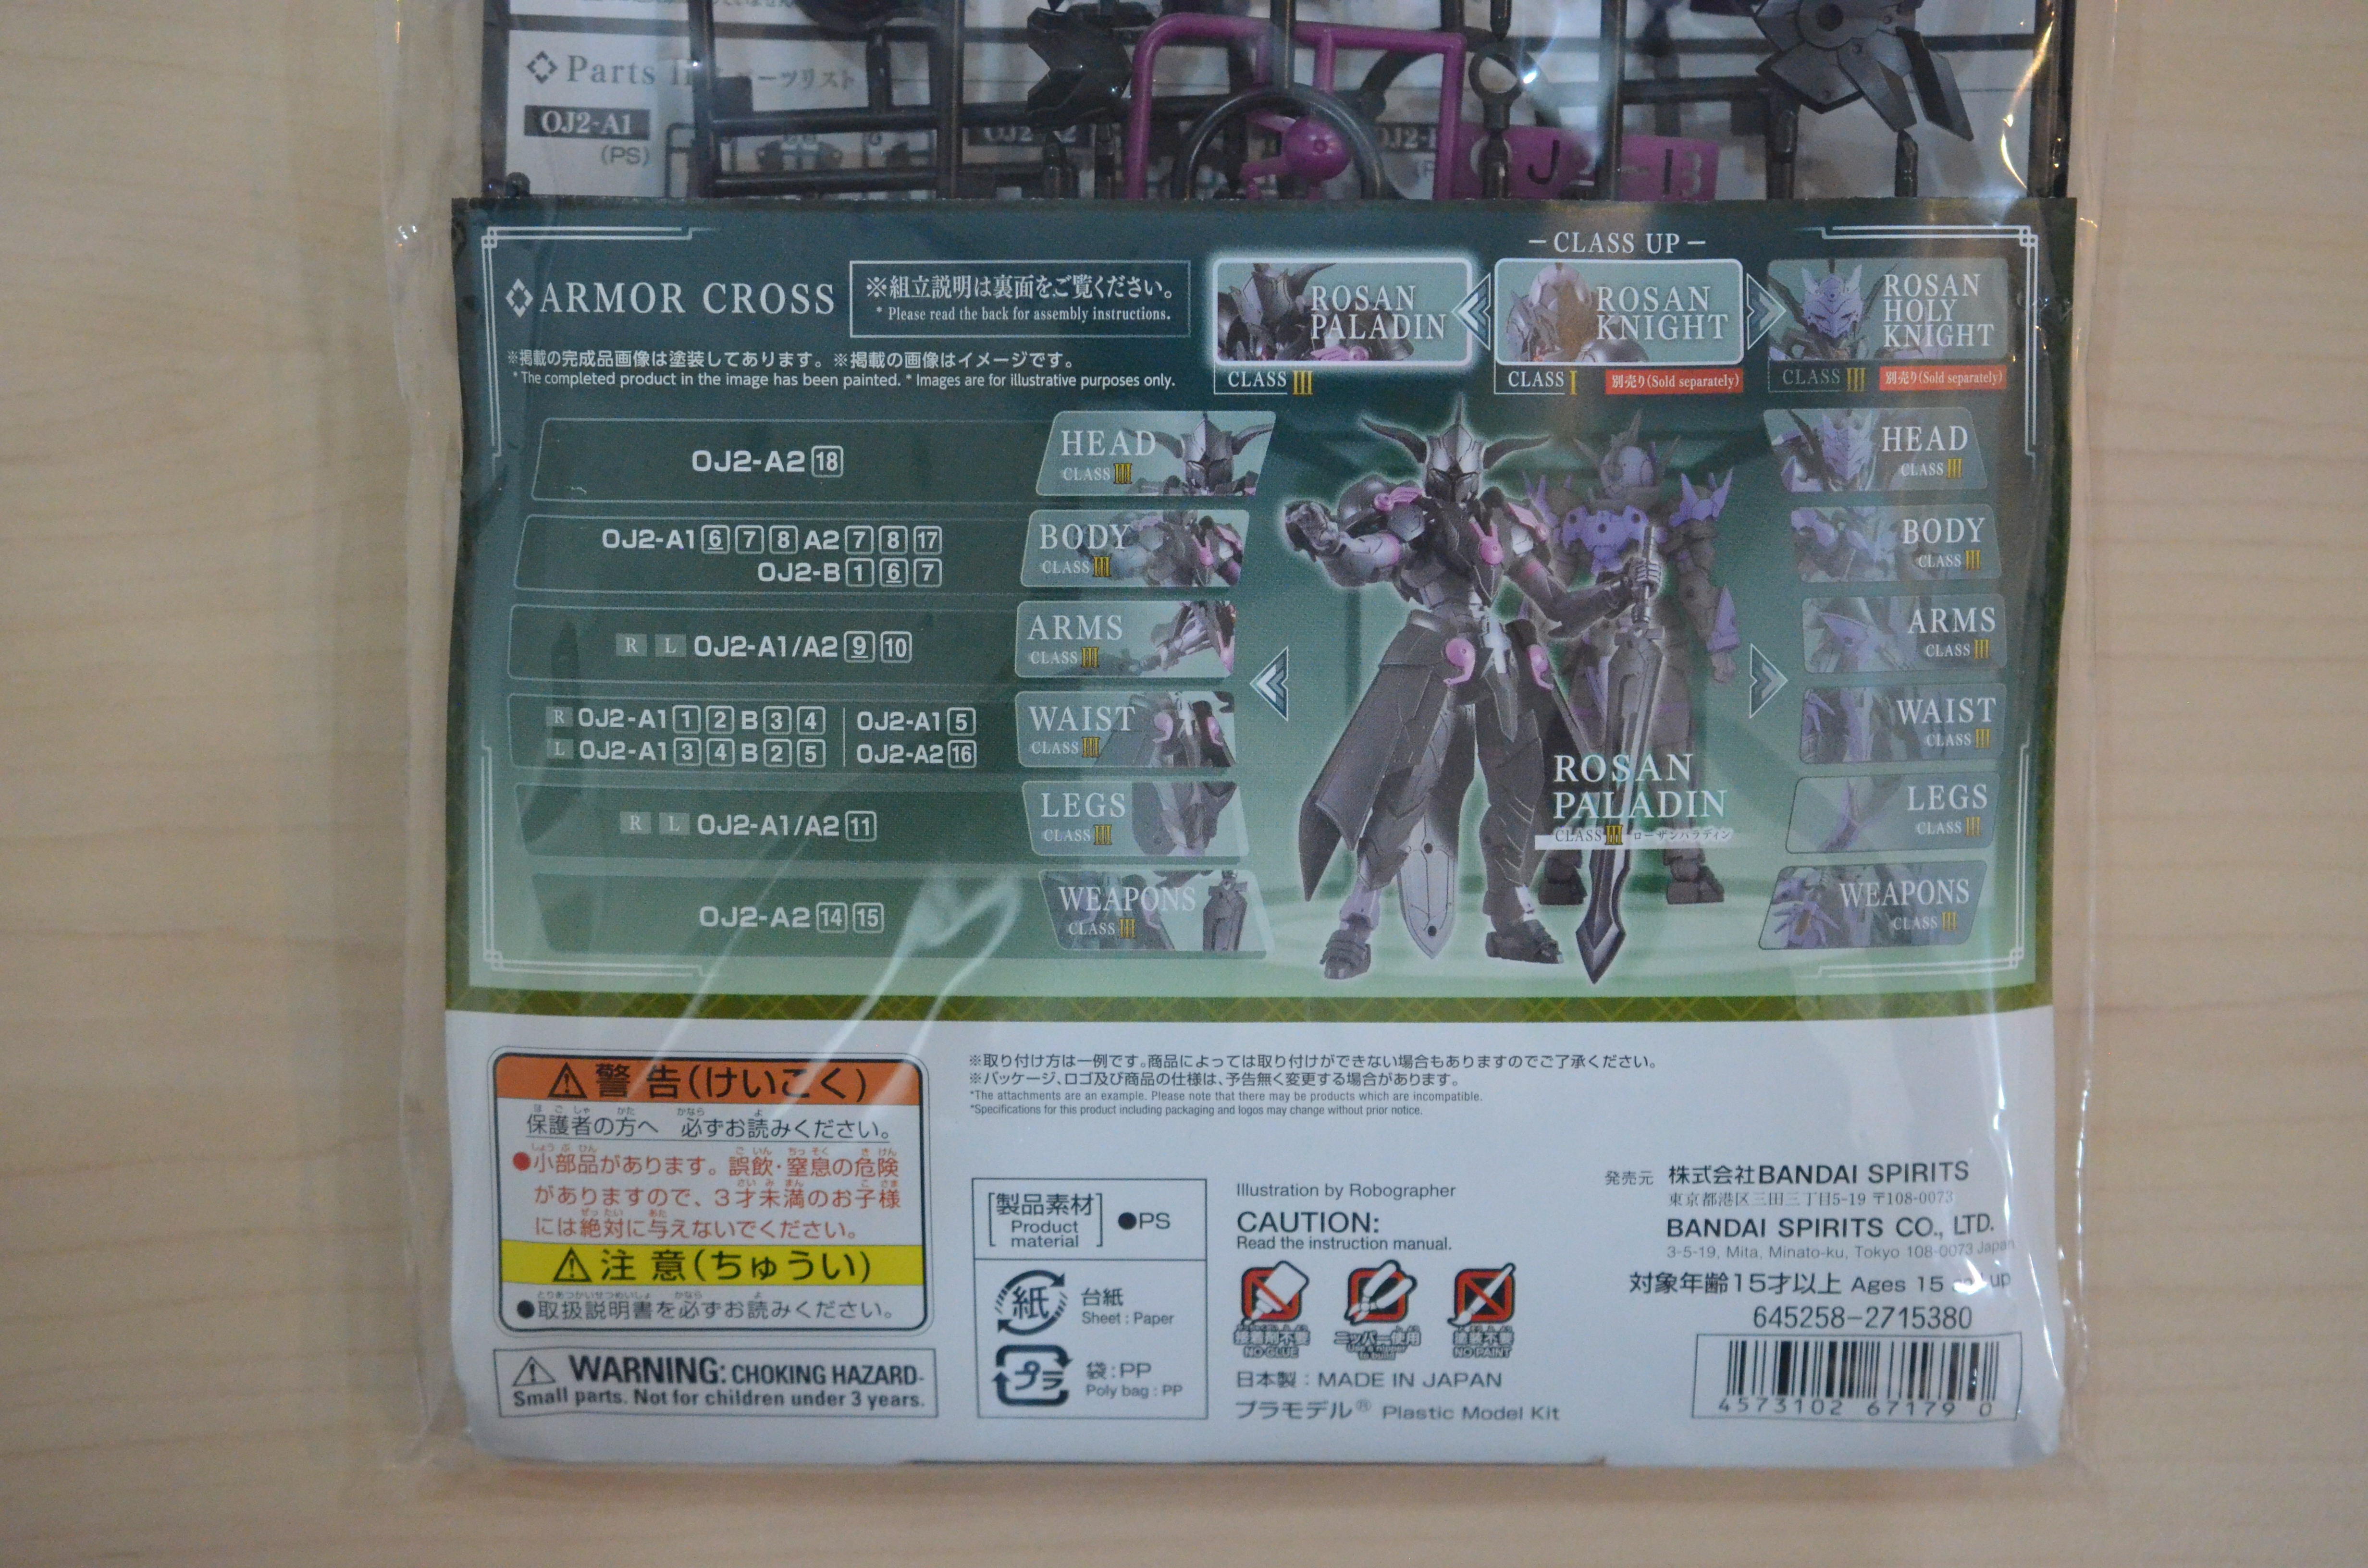 Parts
OJ2-A1
(PS)
– CLASS UP –
ARMOR CROSS
※組立説明は裏面をご覧ください。
* Please read the back for assembly instructions.
※掲載の完成品画像は塗装してあります。※掲載の画像はイメージです。
* The completed product in the image has been painted. * Images are for illustrative purposes only.
ROSAN
PALADIN
CLASS III
ROSAN
KNIGHT
CLASS I 別売り(Sold separately)
ROSAN
HOLY
KNIGHT
CLASS III 別売り(Sold separately)
OJ2-A2 18
HEAD
CLASS III
OJ2-A1 6 7 8 A2 7 8 17
OJ2-B 1 6 7
BODY
CLASS III
R L OJ2-A1/A2 9 10
ARMS
CLASS III
R OJ2-A1 1 2 B 3 4 | OJ2-A1 5
L OJ2-A1 3 4 B 2 5 | OJ2-A2 16
WAIST
CLASS III
R L OJ2-A1/A2 11
LEGS
CLASS III
OJ2-A2 14 15
WEAPONS
CLASS III
ROSAN
PALADIN
CLASS III ローザンパラディン
HEAD
CLASS III
BODY
CLASS III
ARMS
CLASS III
WAIST
CLASS III
LEGS
CLASS III
WEAPONS
CLASS III
警告(けいこく)
保護者の方へ 必ずお読みください。
●小部品があります。誤飲・窒息の危険
がありますので、3才未満のお子様
には絶対に与えないでください。
注意(ちゅうい)
●取扱説明書を必ずお読みください。
WARNING: CHOKING HAZARD-
Small parts. Not for children under 3 years.
※取り付け方は一例です。商品によっては取り付けができない場合もありますのでご了承ください。
※パッケージ、ロゴ及び商品の仕様は、予告無く変更する場合があります。
*The attachments are an example. Please note that there may be products which are incompatible.
*Specifications for this product including packaging and logos may change without prior notice.
[製品素材 Product material] ●PS
紙
台紙
Sheet : Paper
プラ
袋:PP
Poly bag : PP
Illustration by Robographer
CAUTION:
Read the instruction manual.
接着剤不要
NO GLUE
ニッパー使用
塗装不要
NO PAINT
日本製 : MADE IN JAPAN
プラモデル® Plastic Model Kit
発売元 株式会社BANDAI SPIRITS
東京都港区三田三丁目5-19 〒108-0073
BANDAI SPIRITS CO., LTD.
3-5-19, Mita, Minato-ku, Tokyo 108-0073 Japan
対象年齢15才以上 Ages 15 and up
645258-2715380
4573102 67179 0